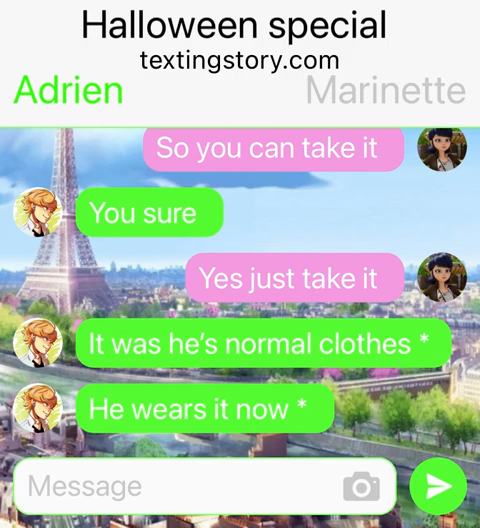 Halloween special
textingstory.com
Adrien Marinette
So you can take it
You sure
Yes just take it
It was he’s normal clothes *
He wears it now *
Message